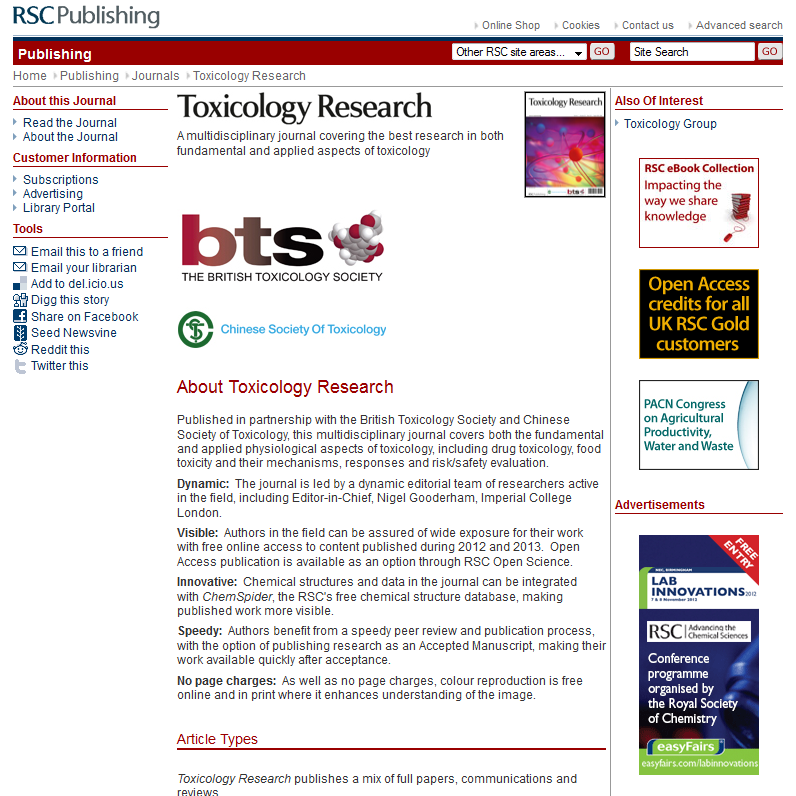 RSCPublishing
Online Shop
Cookies
Contact us
Advanced search
Publishing
Other RSC site areas...
GO
Site Search
GO
Home
Publishing
Journals
Toxicology Research
About this Journal
Read the Journal
About the Journal
Customer Information
Subscriptions
Advertising
Library Portal
Tools
Email this to a friend
Email your librarian
Add to del.icio.us
Digg this story
Share on Facebook
Seed Newsvine
Reddit this
Twitter this
Toxicology Research
A multidisciplinary journal covering the best research in both
fundamental and applied aspects of toxicology
Toxicology Research
bts
bts
THE BRITISH TOXICOLOGY SOCIETY
Chinese Society Of Toxicology
About Toxicology Research
Published in partnership with the British Toxicology Society and Chinese
Society of Toxicology, this multidisciplinary journal covers both the fundamental
and applied physiological aspects of toxicology, including drug toxicology, food
toxicity and their mechanisms, responses and risk/safety evaluation.
Dynamic: The journal is led by a dynamic editorial team of researchers active
in the field, including Editor-in-Chief, Nigel Gooderham, Imperial College
London.
Visible: Authors in the field can be assured of wide exposure for their work
with free online access to content published during 2012 and 2013. Open
Access publication is available as an option through RSC Open Science.
Innovative: Chemical structures and data in the journal can be integrated
with ChemSpider, the RSC's free chemical structure database, making
published work more visible.
Speedy: Authors benefit from a speedy peer review and publication process,
with the option of publishing research as an Accepted Manuscript, making their
work available quickly after acceptance.
No page charges: As well as no page charges, colour reproduction is free
online and in print where it enhances understanding of the image.
Article Types
Toxicology Research publishes a mix of full papers, communications and
reviews
Also Of Interest
Toxicology Group
RSC eBook Collection
Impacting the
way we share
knowledge
Open Access
credits for all
UK RSC Gold
customers
PACN Congress
on Agricultural
Productivity,
Water and Waste
Advertisements
FREE
ENTRY
NEC, BIRMINGHAM
LAB
INNOVATIONS 2012
7 & 8 November 2012
RSC Advancing the
Chemical Sciences
Conference
programme
organised by
the Royal Society
of Chemistry
easyFairs
easyfairs.com/labinnovations